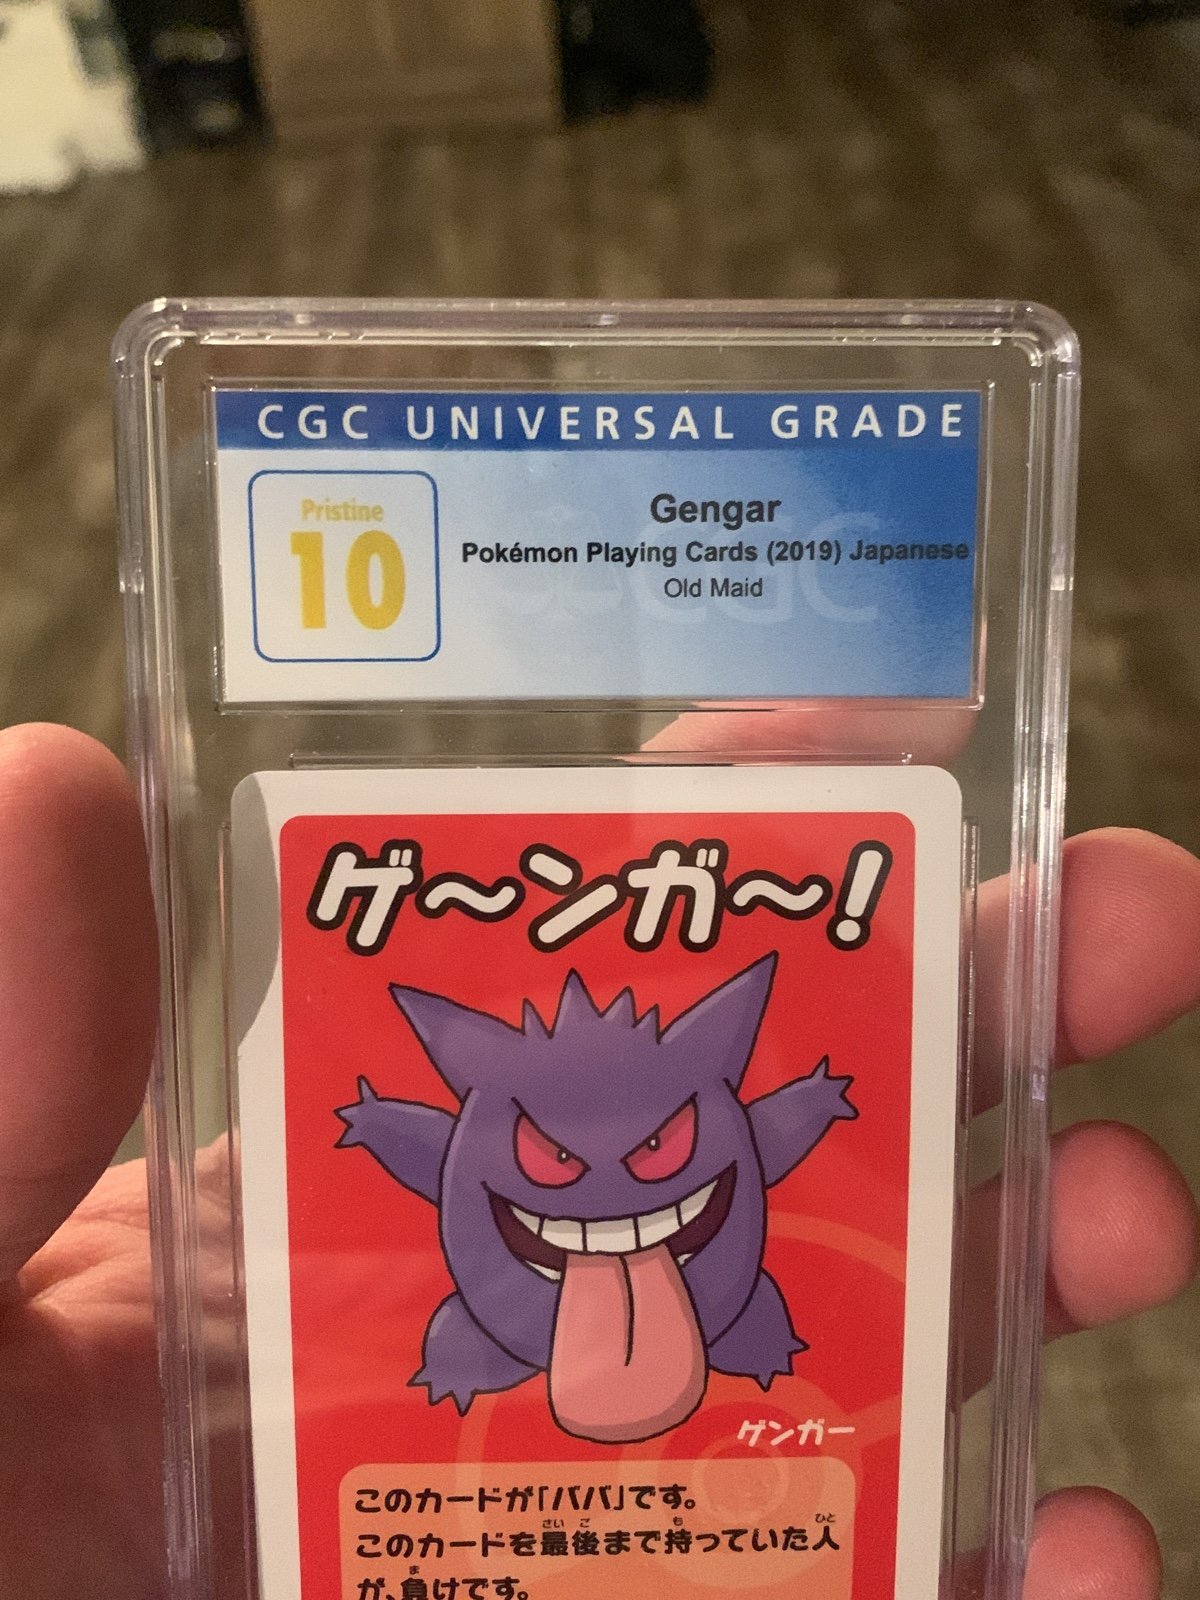 CGC UNIVERSAL GRADE
Pristine
10
Gengar
Pokémon Playing Cards (2019) Japanese
Old Maid
CGC
ゲ〜ンガ〜!
ゲンガー
このカードが「ババ」です。
このカードを最後まで持っていた人
が、負けです。